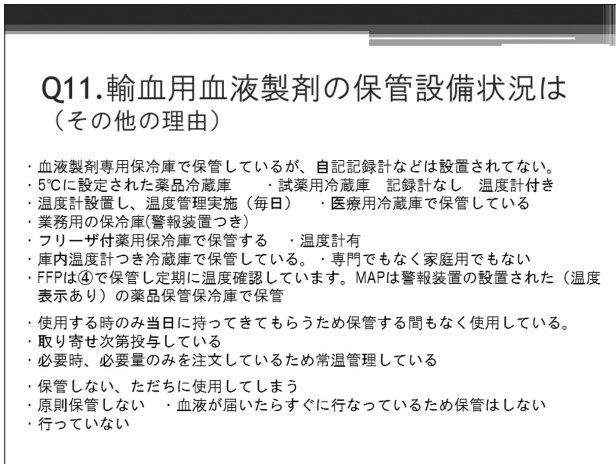 Q11.輸血用血液製剤の保管設備状況は
（その他の理由）
・血液製剤専用保冷庫で保管しているが、自記記録計などは設置されてない。
・5℃に設定された薬品冷蔵庫　・試薬用冷蔵庫　記録計なし　温度計付き
・温度計設置し、温度管理実施（毎日）　・医療用冷蔵庫で保管している
・業務用の保冷庫(警報装置つき)
・フリーザ付薬用保冷庫で保管する　・温度計有
・庫内温度計つき冷蔵庫で保管している。・専門でもなく家庭用でもない
・FFPは④で保管し定期に温度確認しています。MAPは警報装置の設置された（温度
表示あり）の薬品保管保冷庫で保管
・使用する時のみ当日に持ってきてもらうため保管する間もなく使用している。
・取り寄せ次第投与している
・必要時、必要量のみを注文しているため常温管理している
・保管しない、ただちに使用してしまう
・原則保管しない　・血液が届いたらすぐに行なっているため保管はしない
・行っていない